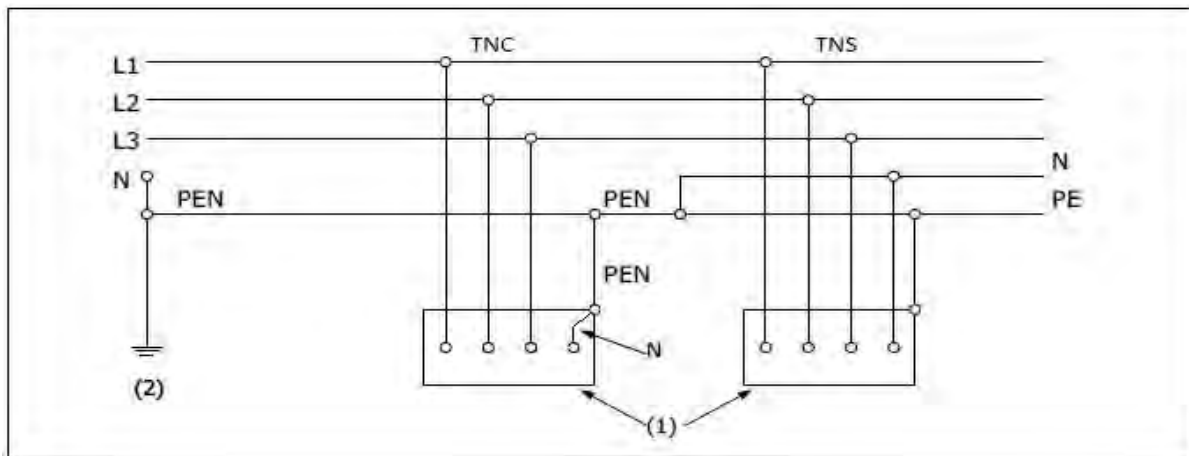 TNC TNS
L1
L2
L3
N N
PEN PEN PE
PEN
N
(2) (1)